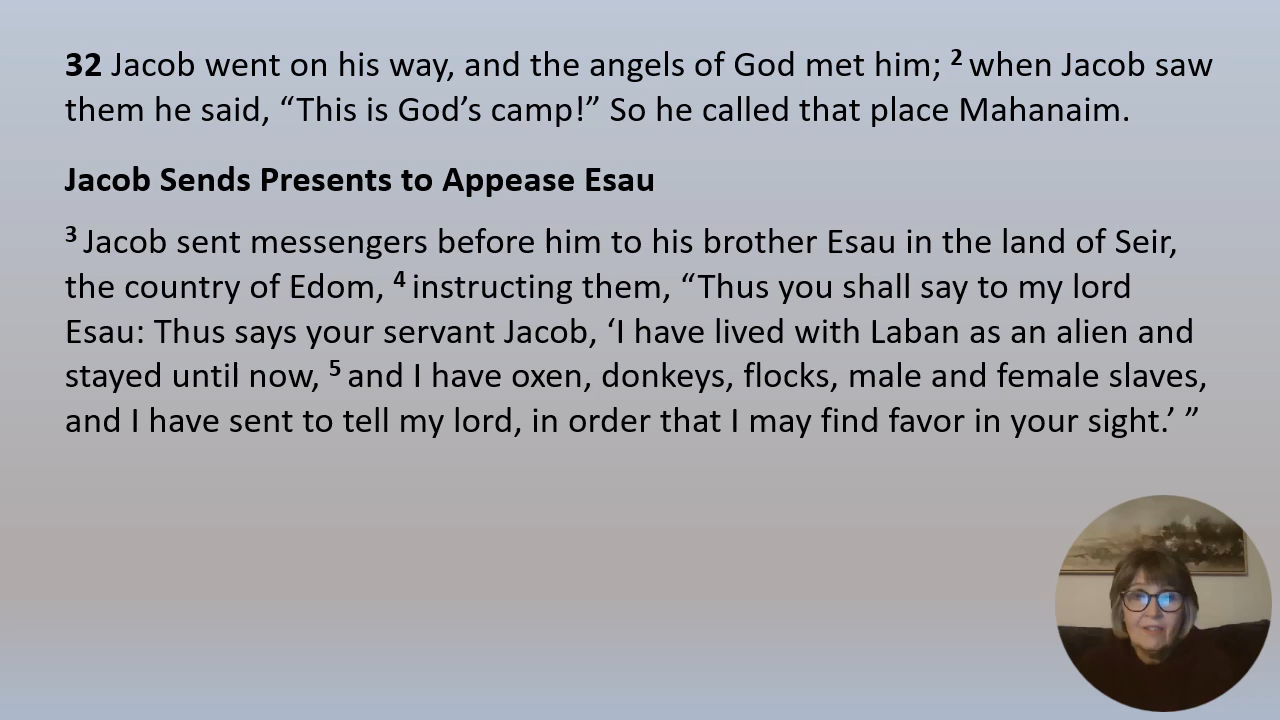 32 Jacob went on his way, and the angels of God met him; 2 when Jacob saw
them he said, “This is God’s camp!” So he called that place Mahanaim.
Jacob Sends Presents to Appease Esau
3 Jacob sent messengers before him to his brother Esau in the land of Seir,
the country of Edom, 4 instructing them, “Thus you shall say to my lord
Esau: Thus says your servant Jacob, ‘I have lived with Laban as an alien and
stayed until now, 5 and I have oxen, donkeys, flocks, male and female slaves,
and I have sent to tell my lord, in order that I may find favor in your sight.’ ”